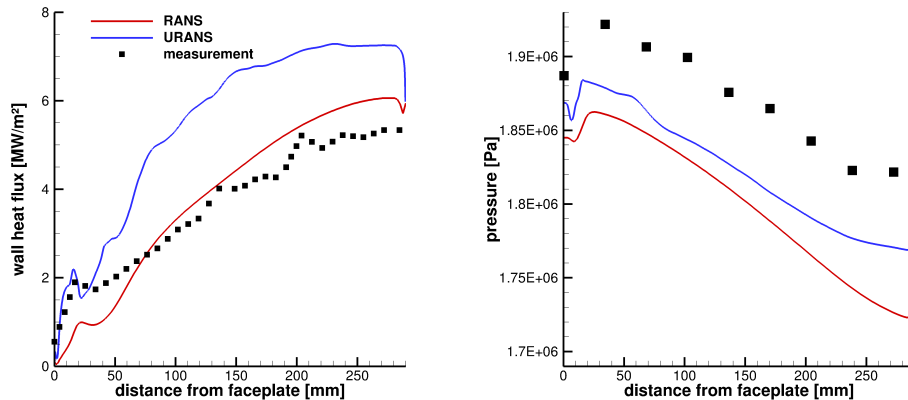 RANS
URANS
measurement
8
6
4
2
0
wall heat flux [MW/m²]
0 50 100 150 200 250
distance from faceplate [mm]
1.9E+06
1.85E+06
1.8E+06
1.75E+06
1.7E+06
pressure [Pa]
0 50 100 150 200 250
distance from faceplate [mm]